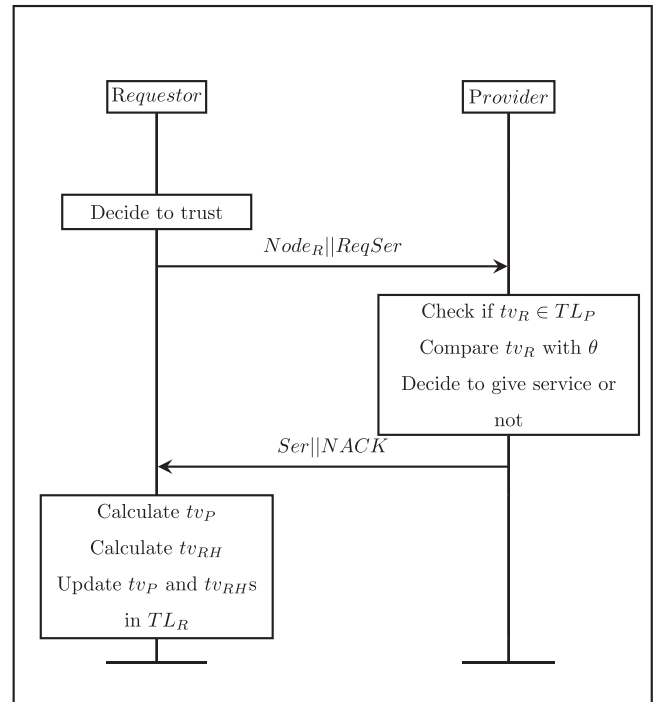 Requestor
Provider
Decide to trust
Node_R||ReqSer
Check if tv_R ∈ TL_P
Compare tv_R with θ
Decide to give service or
not
Ser||NACK
Calculate tv_P
Calculate tv_RH
Update tv_P and tv_RHs
in TL_R